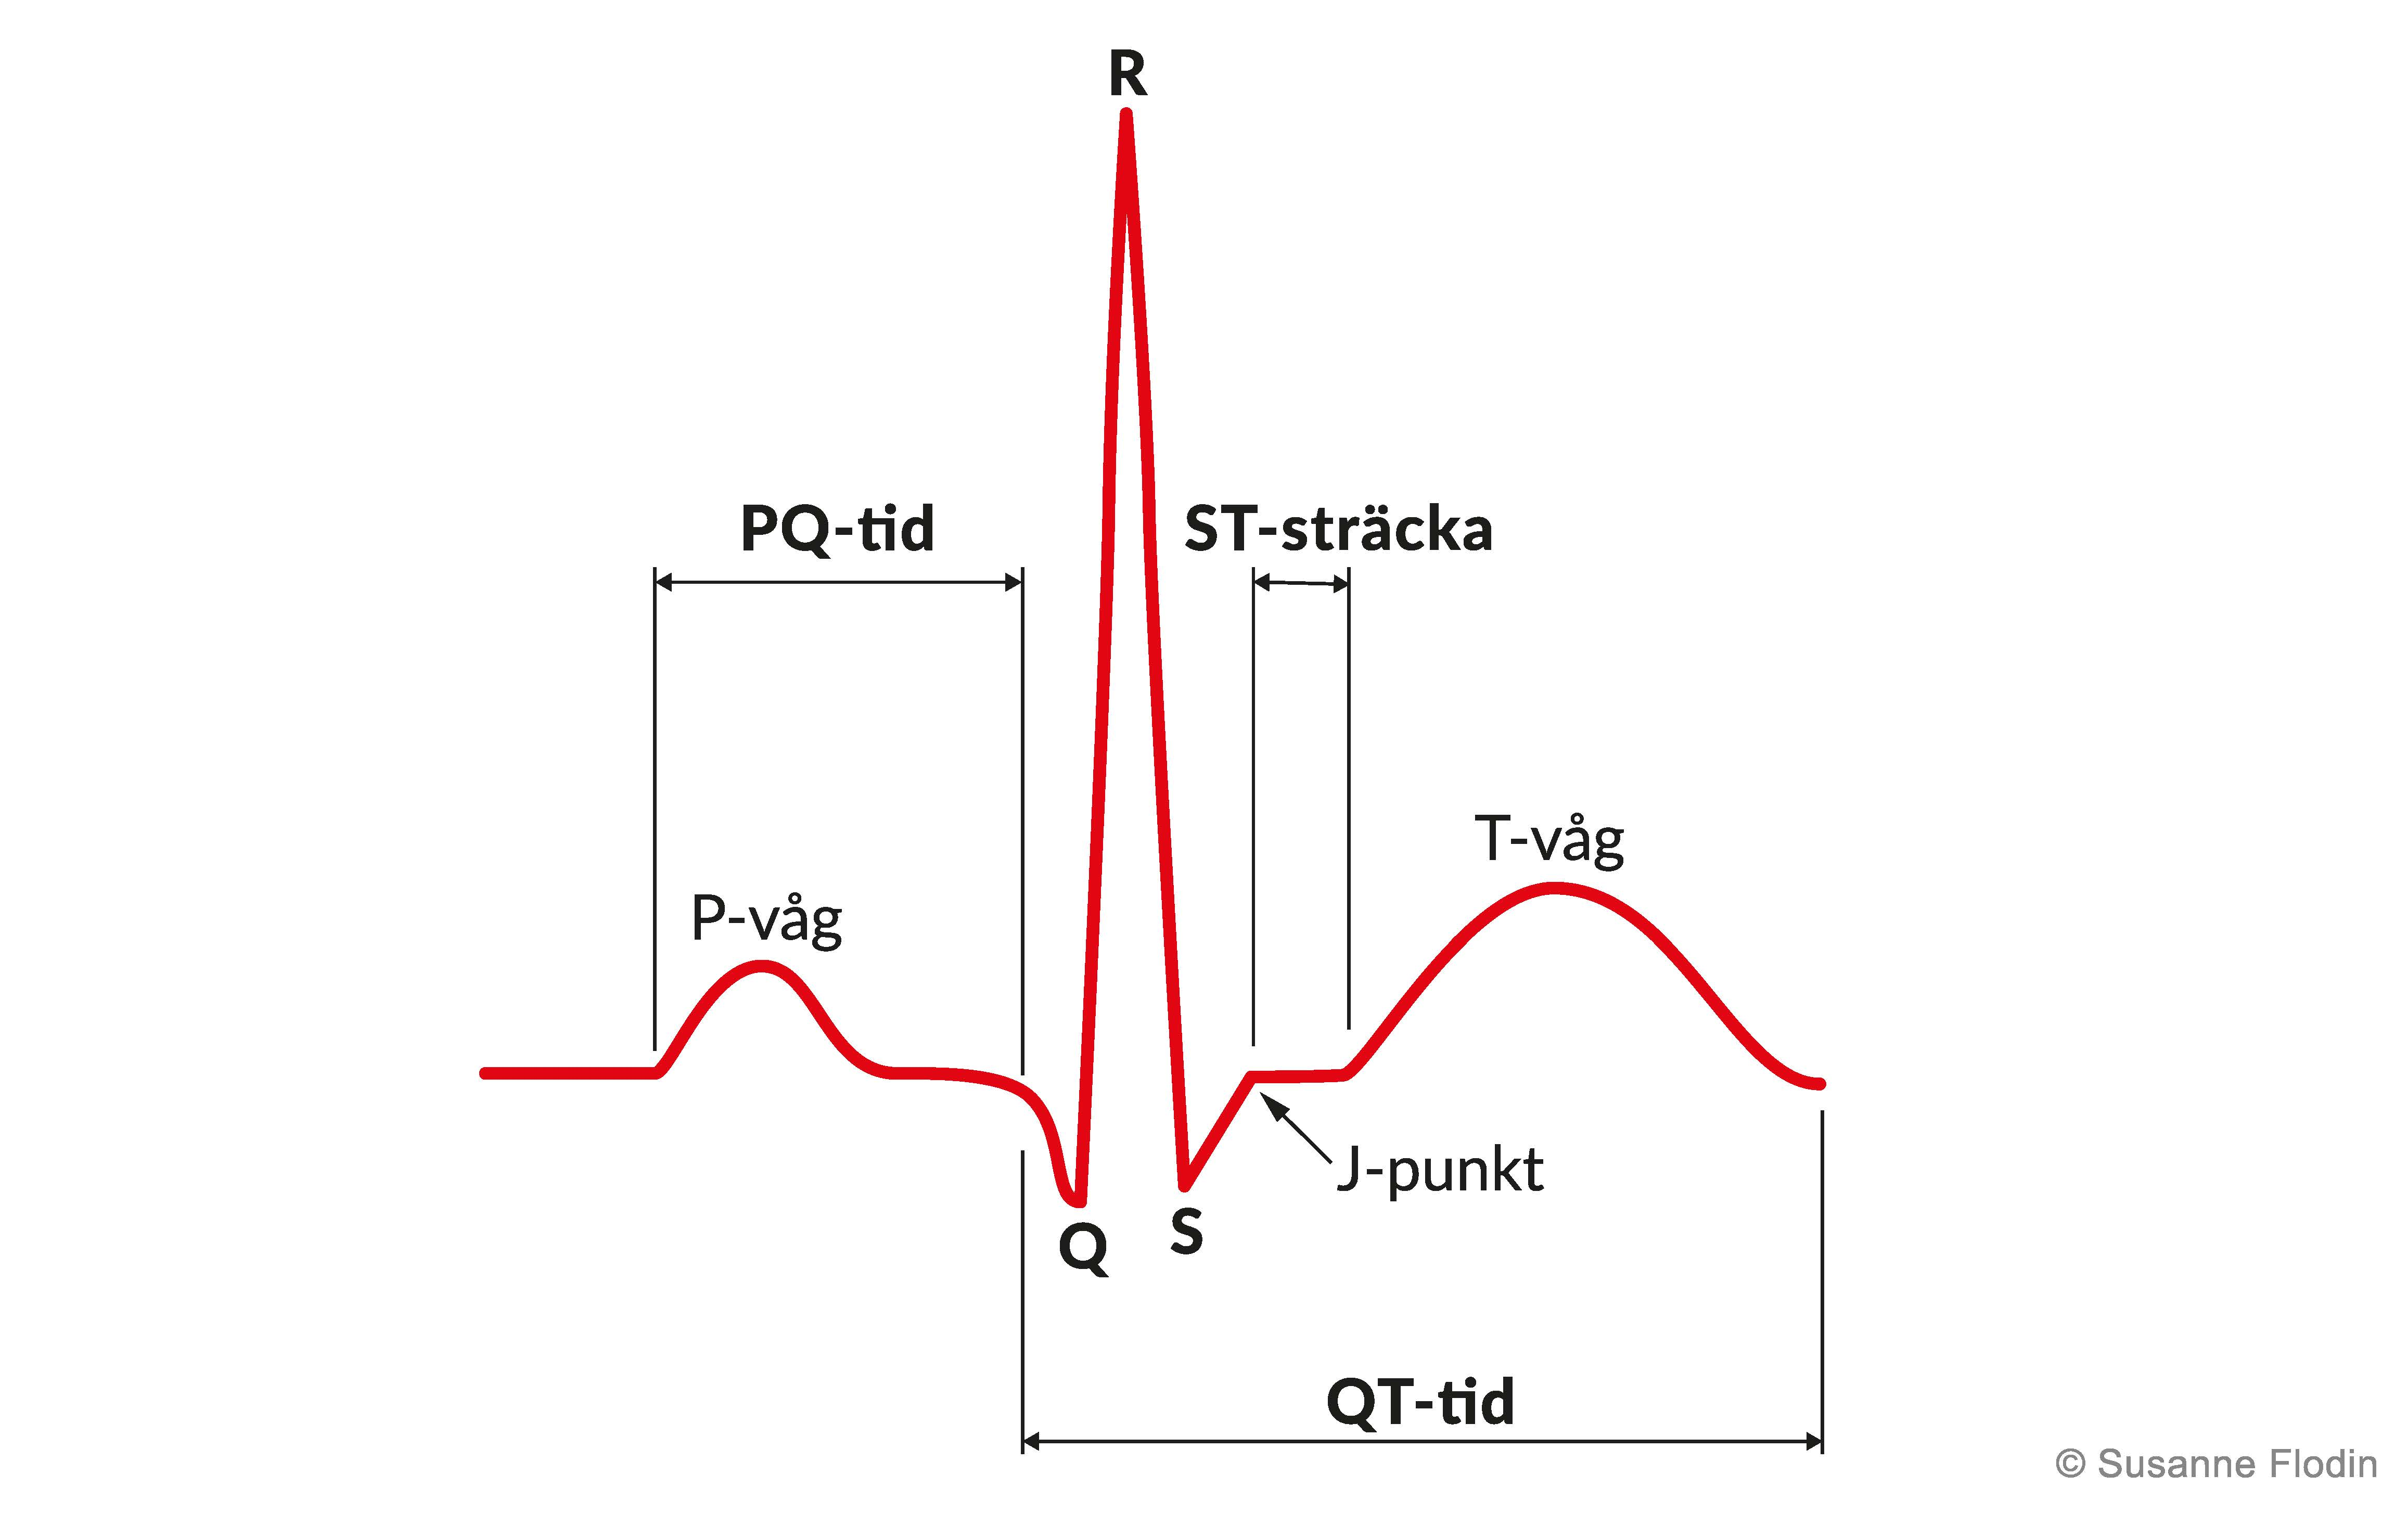 R
PQ-tid
ST-sträcka
T-våg
P-våg
J-punkt
S
Q
QT-tid
© Susanne Flodin